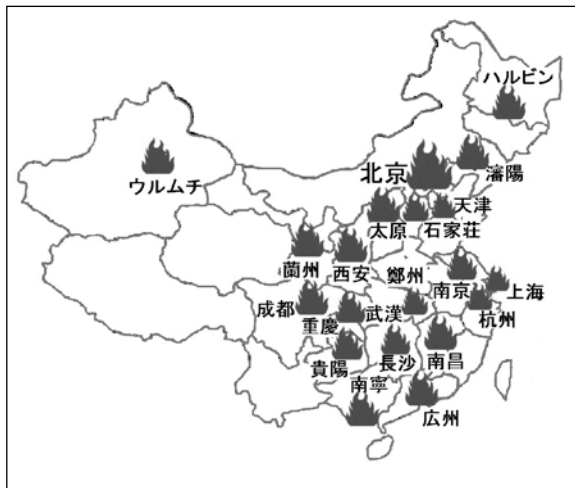 ハルビン
ウルムチ
北京
瀋陽
天津
太原
石家荘
蘭州
西安
鄭州
南京
上海
成都
重慶
武漢
杭州
貴陽
長沙
南昌
南寧
広州